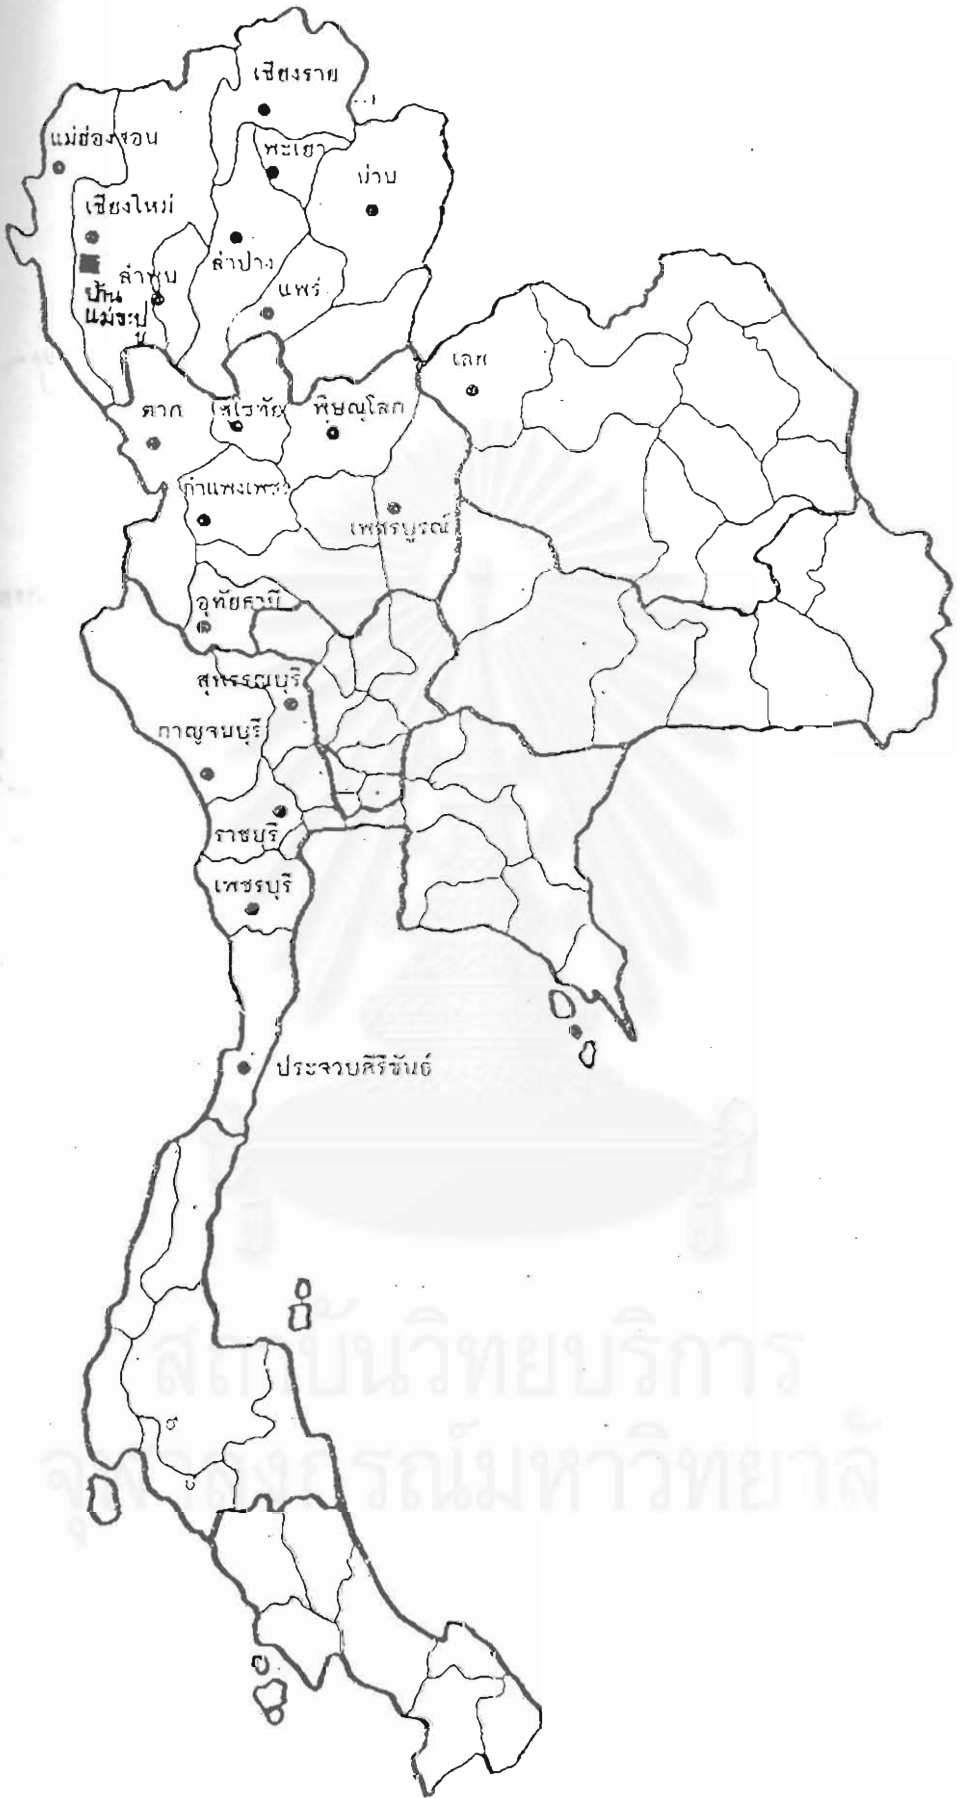 เชียงราย
แม่ฮ่องสอน
พะเยา
น่าน
เชียงใหม่
ลำปาง
ลำพูน
แพร่
บ้าน
แม่จะปู
เลย
ตาก
สุโขทัย
พิษณุโลก
กำแพงเพชร
เพชรบูรณ์
อุทัยธานี
สุพรรณบุรี
กาญจนบุรี
ราชบุรี
เพชรบุรี
ประจวบคีรีขันธ์
สถาบันวิทยบริการ
จุฬาลงกรณ์มหาวิทยาลั